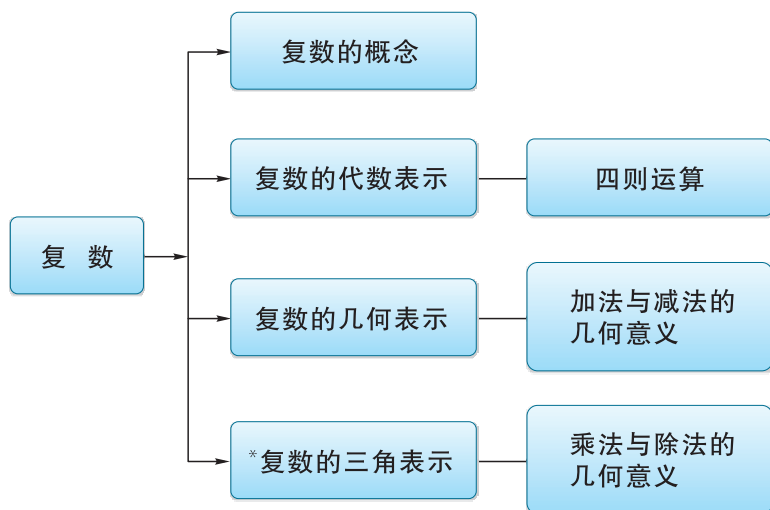 复数的概念
复数的代数表示
四则运算
复 数
复数的几何表示
加法与减法的
几何意义
*复数的三角表示
乘法与除法的
几何意义